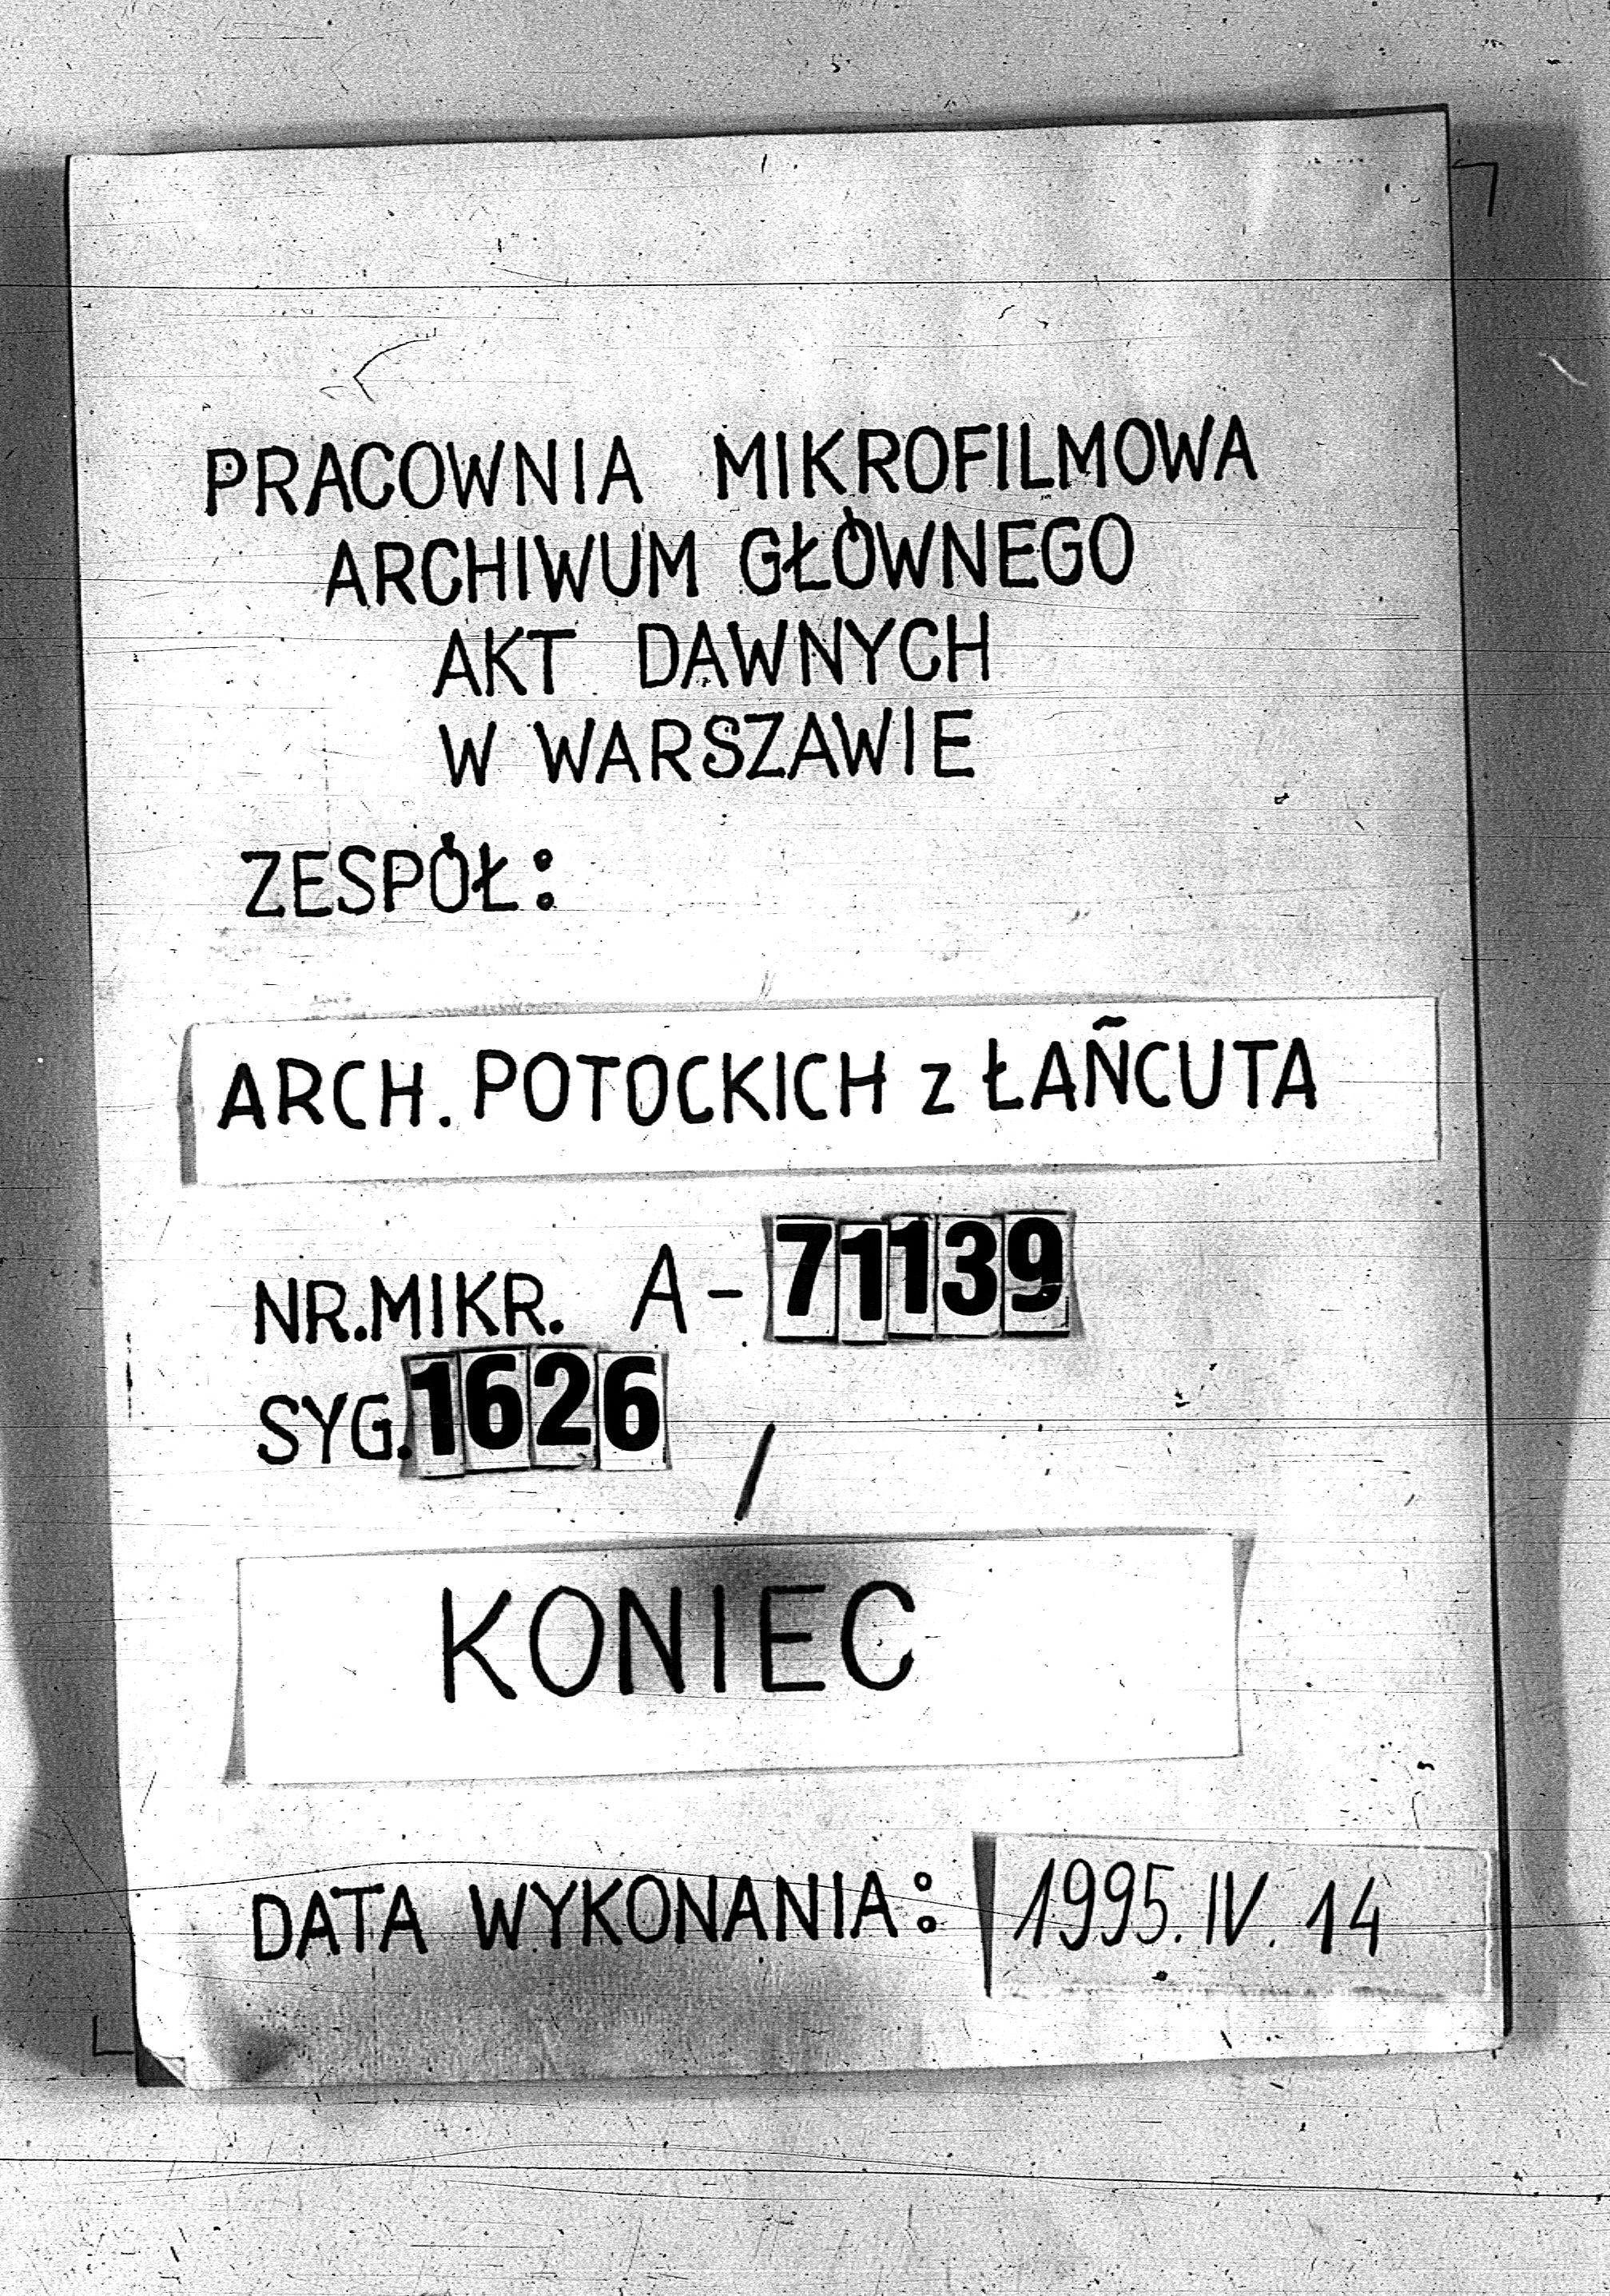 PRACOWNIA MIKROFILMOWA
ARCHIWUM GŁÓWNEGO
AKT DAWNYCH
W WARSZAWIE
ZESPÓŁ:
ARCH. POTOCKICH z ŁAŃCUTA
NR.MIKR. A-71139
SYG.1626 /
KONIEC
DATA WYKONANIA: 1995.IV.14